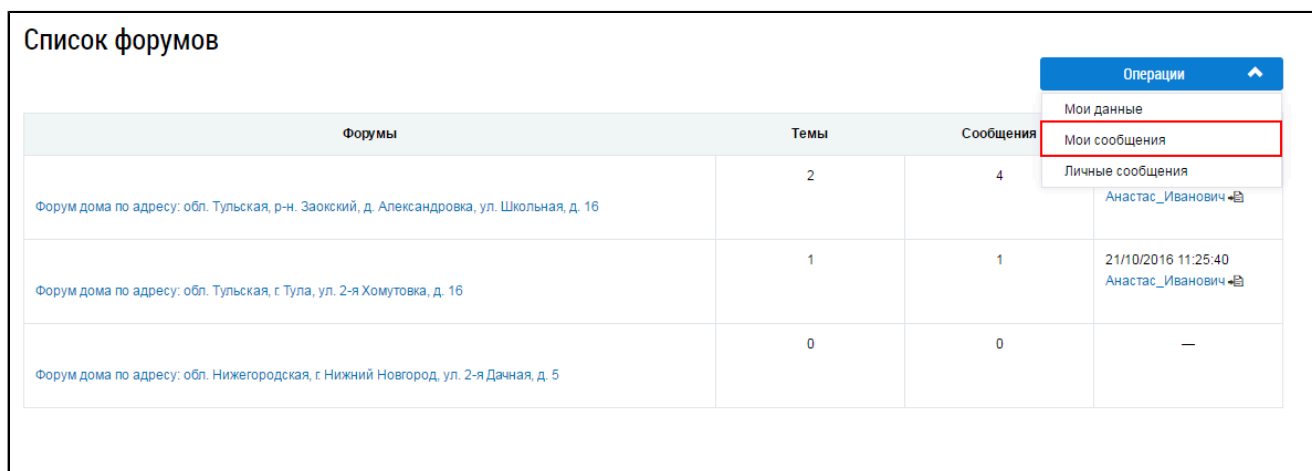 Список форумов
Операции
Мои данные
Мои сообщения
Личные сообщения
Форумы Темы Сообщения
Форум дома по адресу: обл. Тульская, р-н. Заокский, д. Александровка, ул. Школьная, д. 16 2 4 Анастас_Иванович
Форум дома по адресу: обл. Тульская, г. Тула, ул. 2-я Хомутовка, д. 16 1 1 21/10/2016 11:25:40
Анастас_Иванович
Форум дома по адресу: обл. Нижегородская, г. Нижний Новгород, ул. 2-я Дачная, д. 5 0 0 —